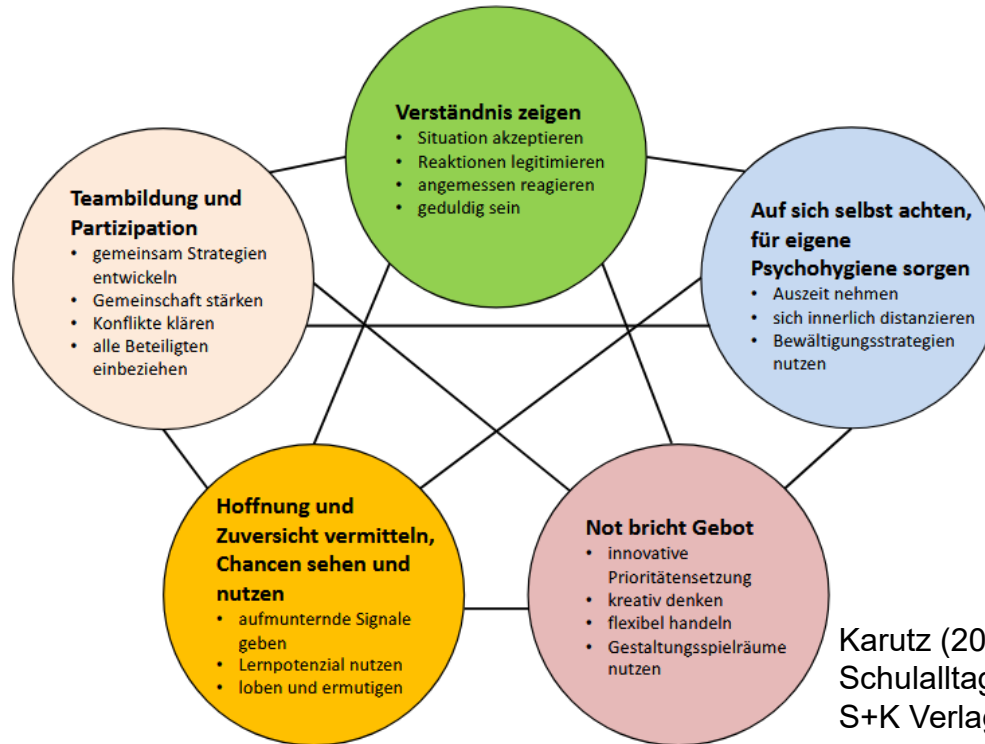 Verständnis zeigen
• Situation akzeptieren
• Reaktionen legitimieren
• angemessen reagieren
• geduldig sein
Teambildung und
Partizipation
• gemeinsam Strategien
entwickeln
• Gemeinschaft stärken
• Konflikte klären
• alle Beteiligten
einbeziehen
Auf sich selbst achten,
für eigene
Psychohygiene sorgen
• Auszeit nehmen
• sich innerlich distanzieren
• Bewältigungsstrategien
nutzen
Hoffnung und
Zuversicht vermitteln,
Chancen sehen und
nutzen
• aufmunternde Signale
geben
• Lernpotenzial nutzen
• loben und ermutigen
Not bricht Gebot
• innovative
Prioritätensetzung
• kreativ denken
• flexibel handeln
• Gestaltungsspielräume
nutzen
Karutz (20
Schulalltag
S+K Verlag